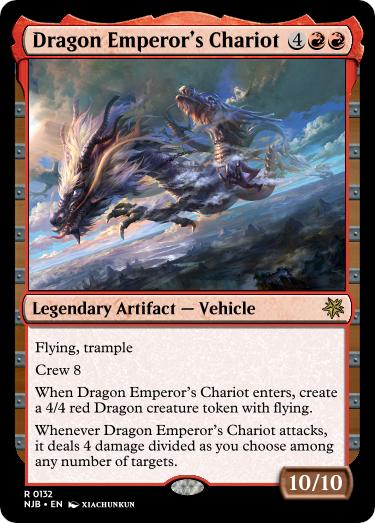 Dragon Emperor's Chariot 4
Legendary Artifact — Vehicle
Flying, trample
Crew 8
When Dragon Emperor's Chariot enters, create
a 4/4 red Dragon creature token with flying.
Whenever Dragon Emperor's Chariot attacks,
it deals 4 damage divided as you choose among
any number of targets.
10/10
R 0132
NJB • EN XIACHUNKUN